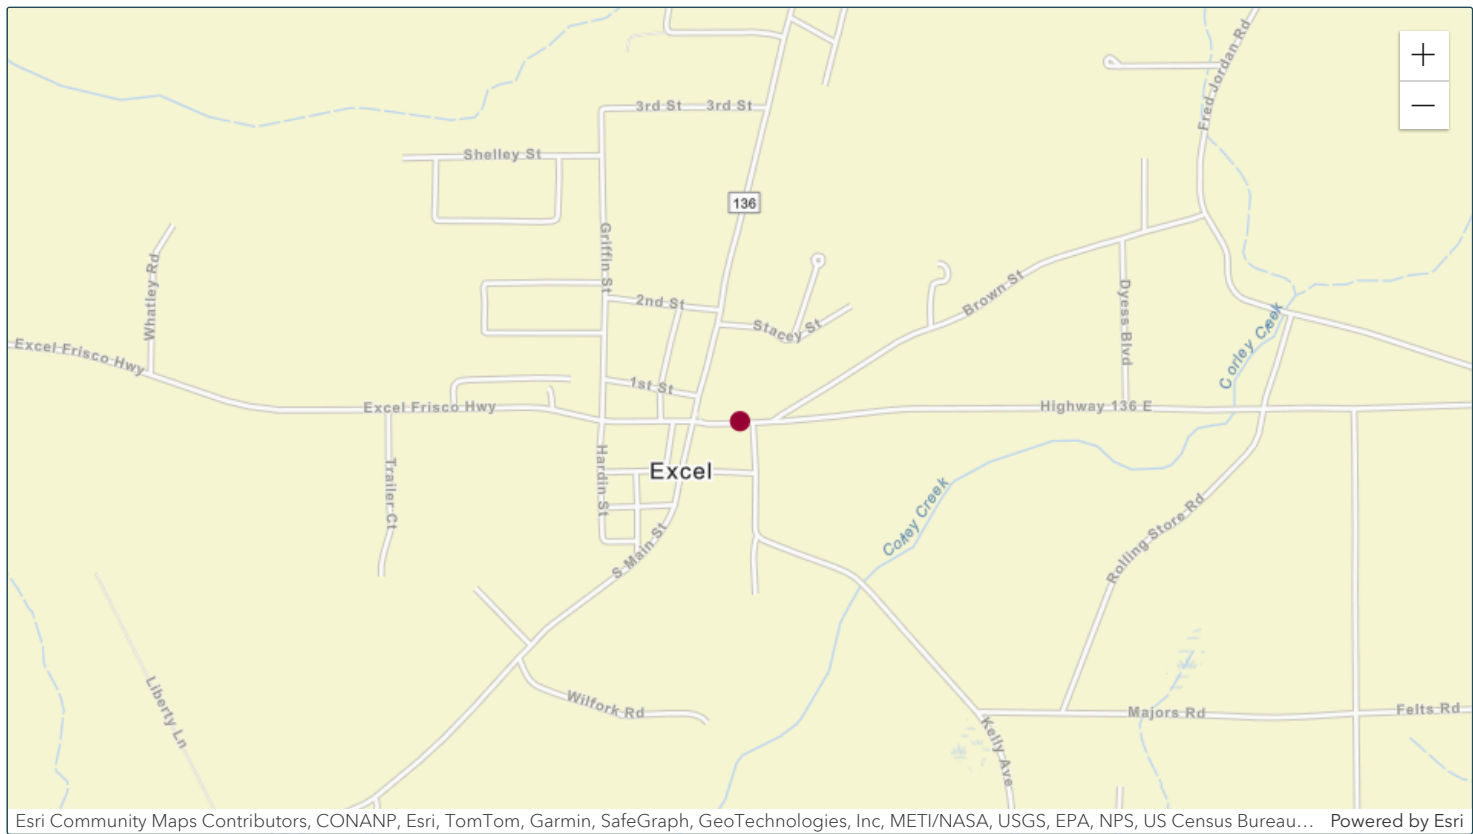 Fred Jordan Rd
+
−
3rd St 3rd St
Shelley St
136
Griffin St
Whatley Rd
2nd St
Stacey St
Brown St
Dyess Blvd
Corley Creek
Excel Frisco Hwy
1st St
Excel Frisco Hwy
Highway 136 E
Hardin St
Excel
Trailer Ct
Corley Creek
S Main St
Rolling Store Rd
Liberty Ln
Wilfork Rd
Majors Rd
Felts Rd
Kelly Ave
Esri Community Maps Contributors, CONANP, Esri, TomTom, Garmin, SafeGraph, GeoTechnologies, Inc, METI/NASA, USGS, EPA, NPS, US Census Bureau... Powered by Esri